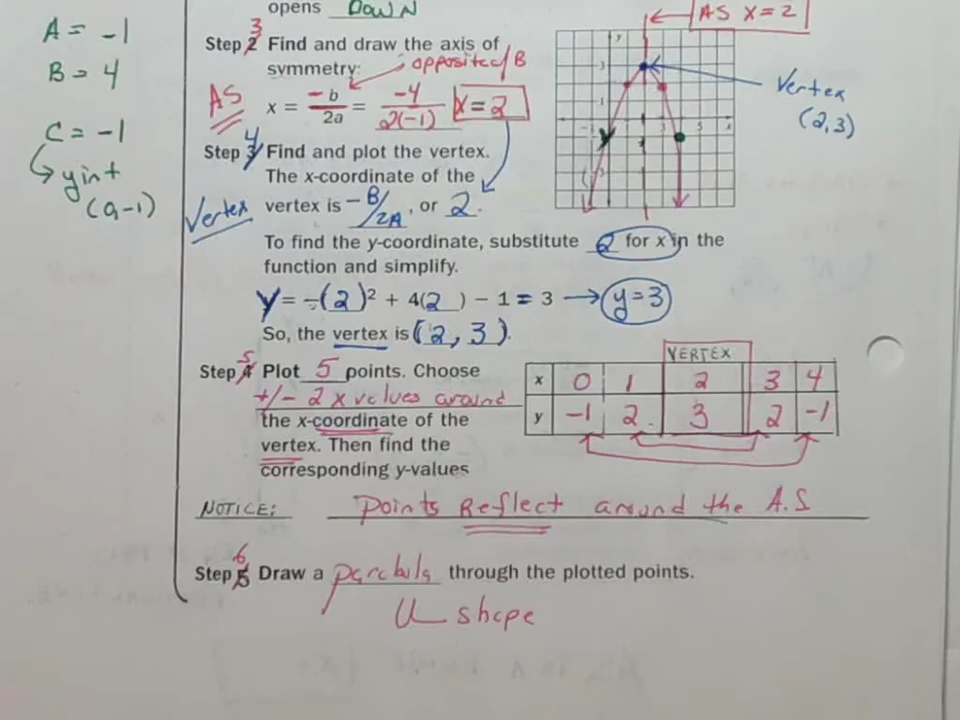 opens DOWN
A = -1
B = 4
C = -1
y int
(0,-1)
AS X=2
Step 2 3 Find and draw the axis of
symmetry:
opposite of B
AS
x = -b/2a = -4/2(-1) X=2
Vertex
(2,3)
Step 3 4 Find and plot the vertex.
The x-coordinate of the
Vertex
vertex is -B/2A, or 2.
To find the y-coordinate, substitute 2 for x in the
function and simplify.
y = -(2)² + 4(2) - 1 = 3 → y=3
So, the vertex is (2, 3).
Step 4 5 Plot 5 points. Choose
+/- 2 x values around
the x-coordinate of the
vertex. Then find the
corresponding y-values
VERTEX
x 0 1 2 3 4
y -1 2 3 2 -1
NOTICE: Points Reflect around the A.S
Step 5 6 Draw a parabula through the plotted points.
U shape